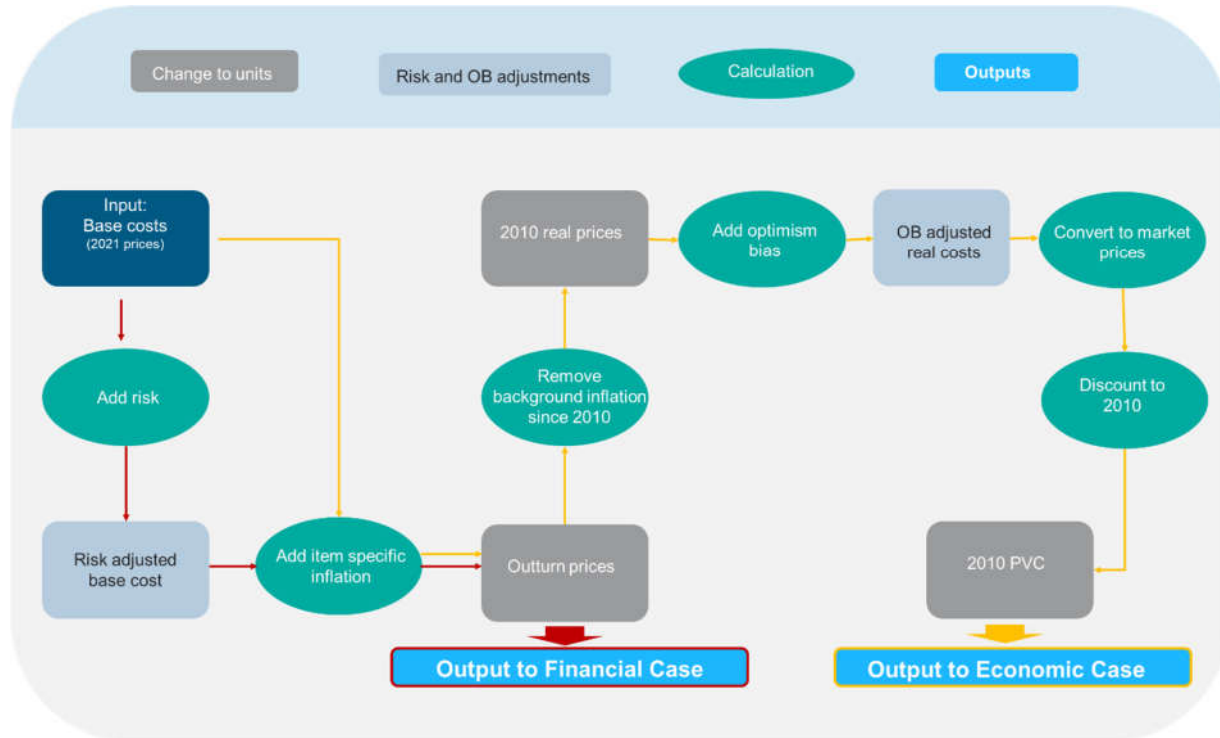 Change to units
Risk and OB adjustments
Calculation
Outputs
Input:
Base costs
(2021 prices)
2010 real prices
Add optimism
bias
OB adjusted
real costs
Convert to market
prices
Add risk
Remove
background inflation
since 2010
Discount to
2010
Risk adjusted
base cost
Add item specific
inflation
Outturn prices
2010 PVC
Output to Financial Case
Output to Economic Case